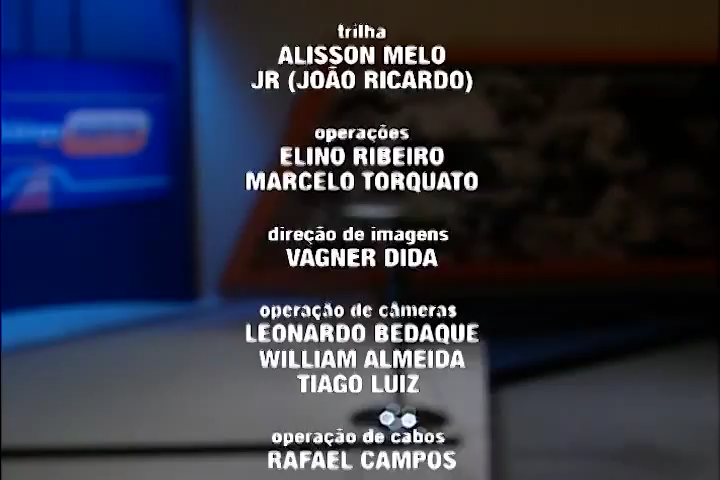 trilha
ALISSON MELO
JR (JOÃO RICARDO)
operações
ELINO RIBEIRO
MARCELO TORQUATO
direção de imagens
VAGNER DIDA
operação de câmeras
LEONARDO BEDAQUE
WILLIAM ALMEIDA
TIAGO LUIZ
operação de cabos
RAFAEL CAMPOS